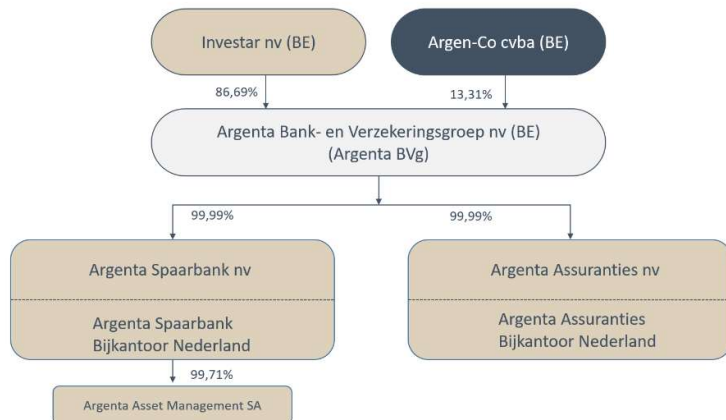 Investar nv (BE)
Argen-Co cvba (BE)
86,69%
13,31%
Argenta Bank- en Verzekeringsgroep nv (BE)
(Argenta BVg)
99,99%
99,99%
Argenta Spaarbank nv
Argenta Assuranties nv
Argenta Spaarbank
Bijkantoor Nederland
Argenta Assuranties
Bijkantoor Nederland
99,71%
Argenta Asset Management SA